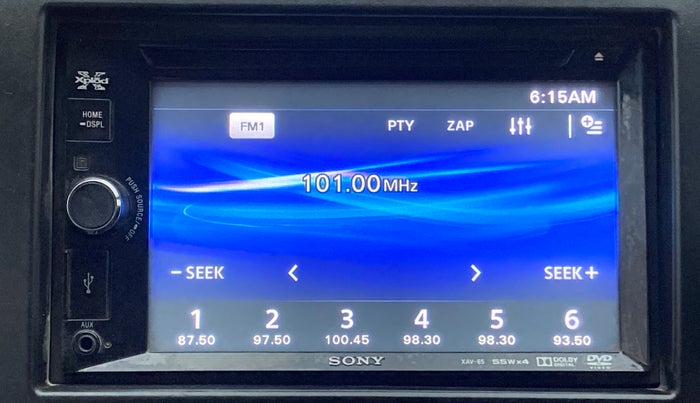 Xplod
HOME
DSPL
PUSH SOURCE/ OFF
AUX
6:15AM
FM1 PTY ZAP
101.00MHz
− SEEK < > SEEK +
1 2 3 4 5 6
87.50 97.50 100.45 98.30 98.30 93.50
SONY XAV-65 55Wx4 DOLBY DIGITAL DVD VIDEO